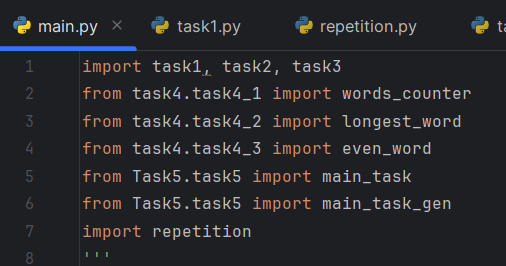 main.py × task1.py repetition.py ta
1 import task1, task2, task3
2 from task4.task4_1 import words_counter
3 from task4.task4_2 import longest_word
4 from task4.task4_3 import even_word
5 from Task5.task5 import main_task
6 from Task5.task5 import main_task_gen
7 import repetition
8 '''